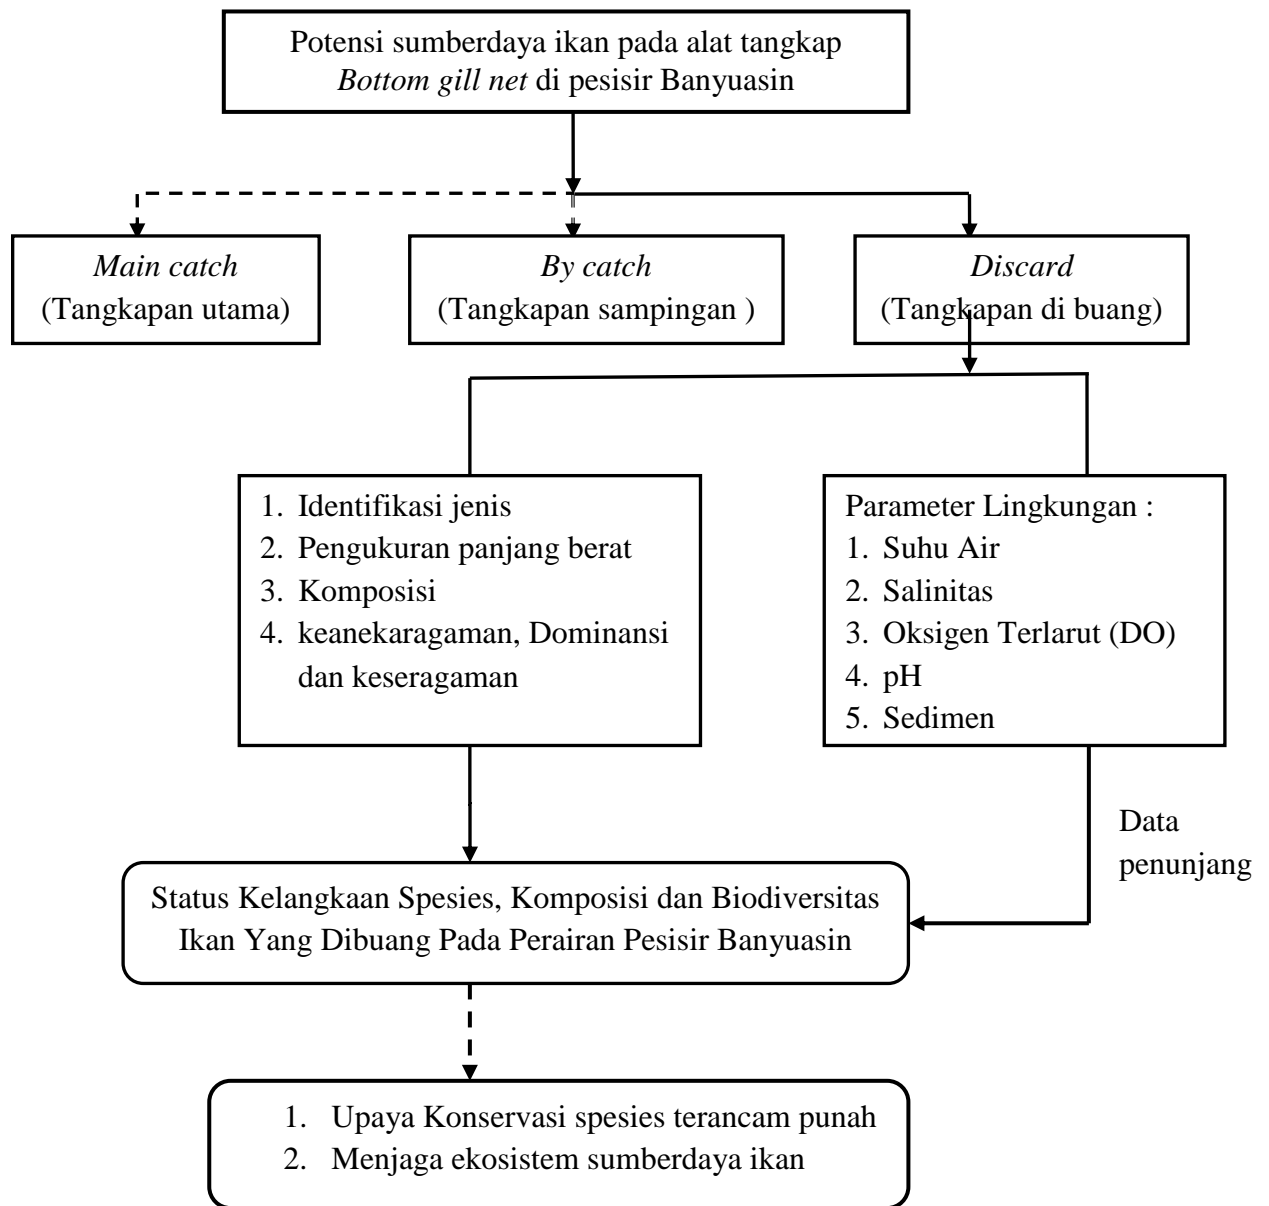 Potensi sumberdaya ikan pada alat tangkap
Bottom gill net di pesisir Banyuasin
Main catch
(Tangkapan utama)
By catch
(Tangkapan sampingan )
Discard
(Tangkapan di buang)
1. Identifikasi jenis
2. Pengukuran panjang berat
3. Komposisi
4. keanekaragaman, Dominansi
dan keseragaman
Parameter Lingkungan :
1. Suhu Air
2. Salinitas
3. Oksigen Terlarut (DO)
4. pH
5. Sedimen
Data
penunjang
Status Kelangkaan Spesies, Komposisi dan Biodiversitas
Ikan Yang Dibuang Pada Perairan Pesisir Banyuasin
1. Upaya Konservasi spesies terancam punah
2. Menjaga ekosistem sumberdaya ikan